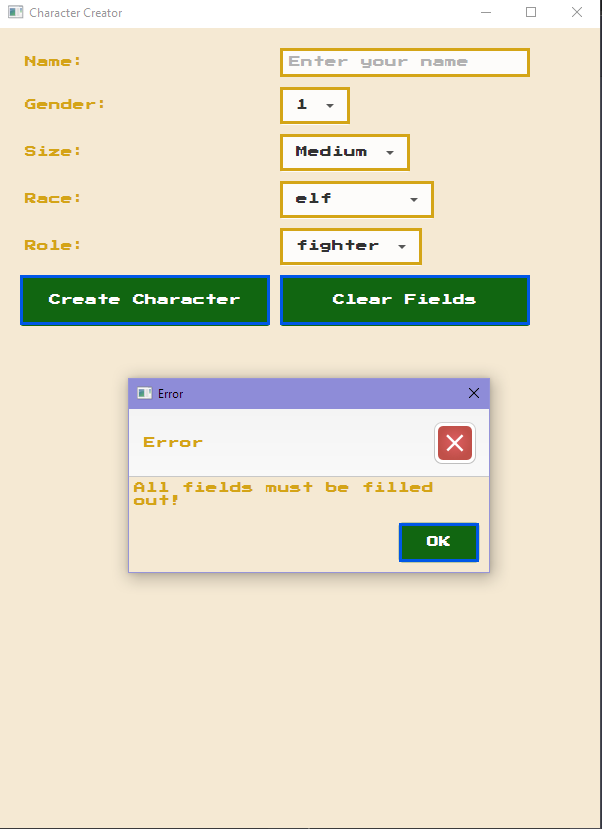 Character Creator
Name: Enter your name
Gender: 1
Size: Medium
Race: elf
Role: fighter
Create Character Clear Fields
Error
Error
All fields must be filled
out!
OK